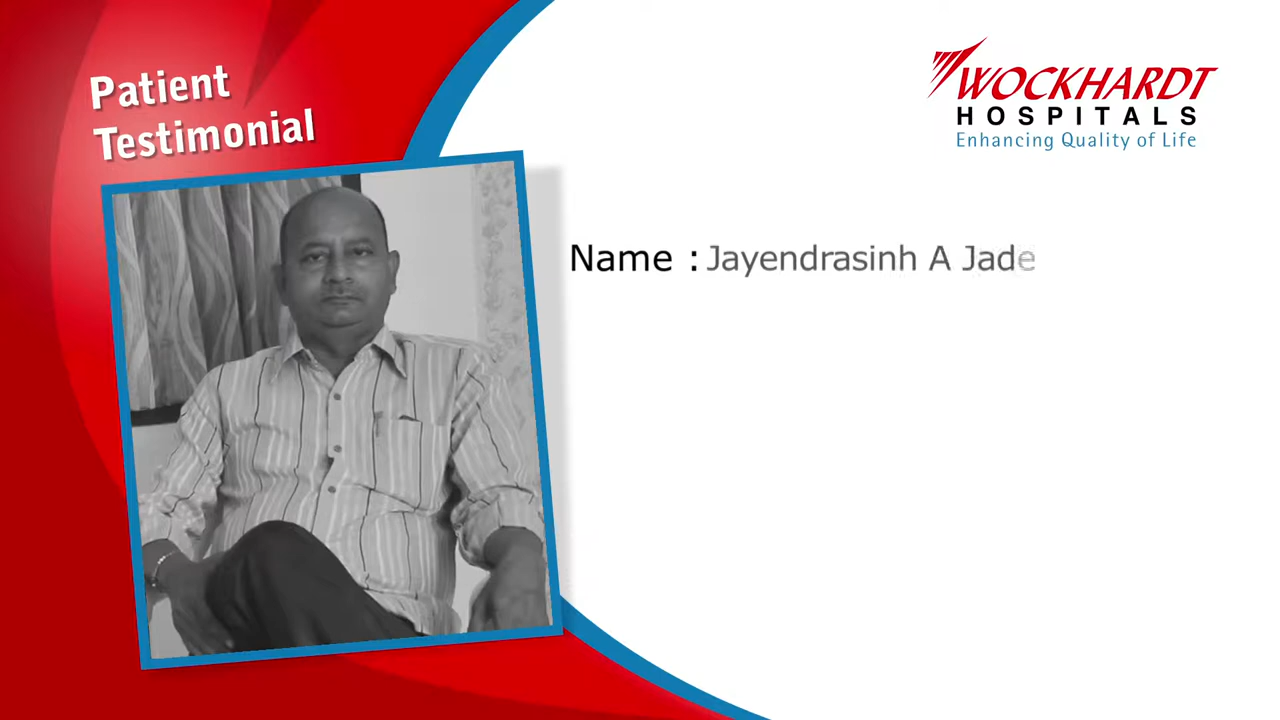 Patient
Testimonial
WOCKHARDT
HOSPITALS
Enhancing Quality of Life
Name : Jayendrasinh A Jade